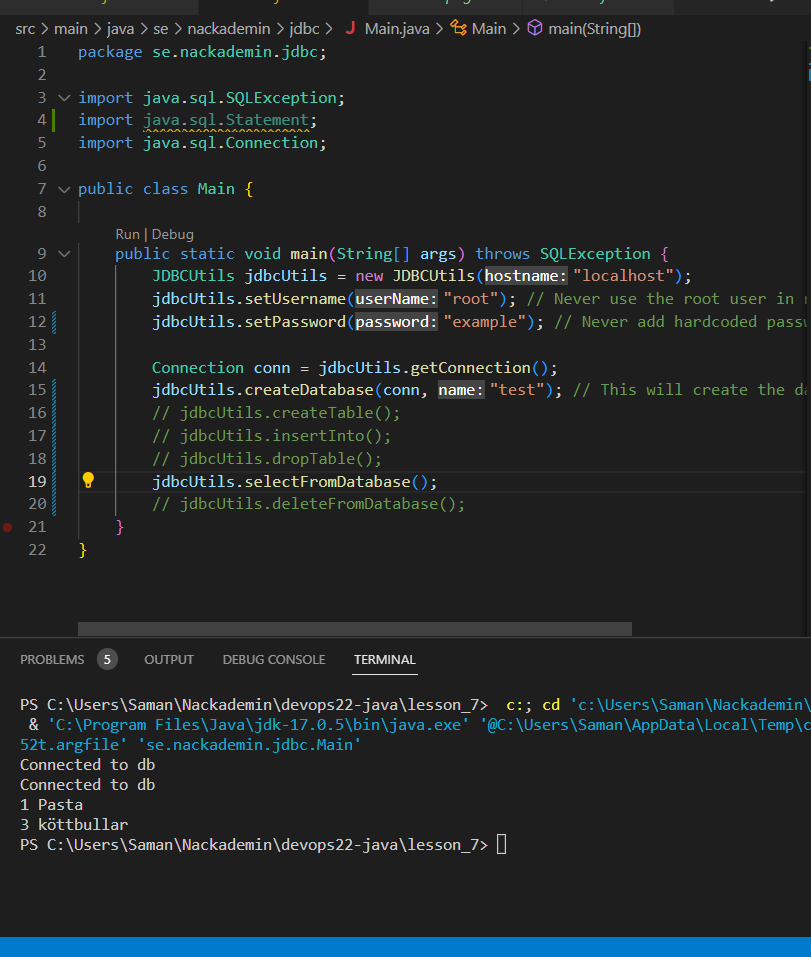 src > main > java > se > nackademin > jdbc > J Main.java > Main > main(String[])
1 package se.nackademin.jdbc;
2
3 import java.sql.SQLException;
4 import java.sql.Statement;
5 import java.sql.Connection;
6
7 public class Main {
8
Run | Debug
9 public static void main(String[] args) throws SQLException {
10 JDBCUtils jdbcUtils = new JDBCUtils(hostname: "localhost");
11 jdbcUtils.setUsername(userName: "root"); // Never use the root user in
12 jdbcUtils.setPassword(password: "example"); // Never add hardcoded passw
13
14 Connection conn = jdbcUtils.getConnection();
15 jdbcUtils.createDatabase(conn, name: "test"); // This will create the da
16 // jdbcUtils.createTable();
17 // jdbcUtils.insertInto();
18 // jdbcUtils.dropTable();
19 jdbcUtils.selectFromDatabase();
20 // jdbcUtils.deleteFromDatabase();
21 }
22 }
PROBLEMS 5 OUTPUT DEBUG CONSOLE TERMINAL
PS C:\Users\Saman\Nackademin\devops22-java\lesson_7> c:; cd 'c:\Users\Saman\Nackademin\
& 'C:\Program Files\Java\jdk-17.0.5\bin\java.exe' '@C:\Users\Saman\AppData\Local\Temp\c
52t.argfile' 'se.nackademin.jdbc.Main'
Connected to db
Connected to db
1 Pasta
3 köttbullar
PS C:\Users\Saman\Nackademin\devops22-java\lesson_7>